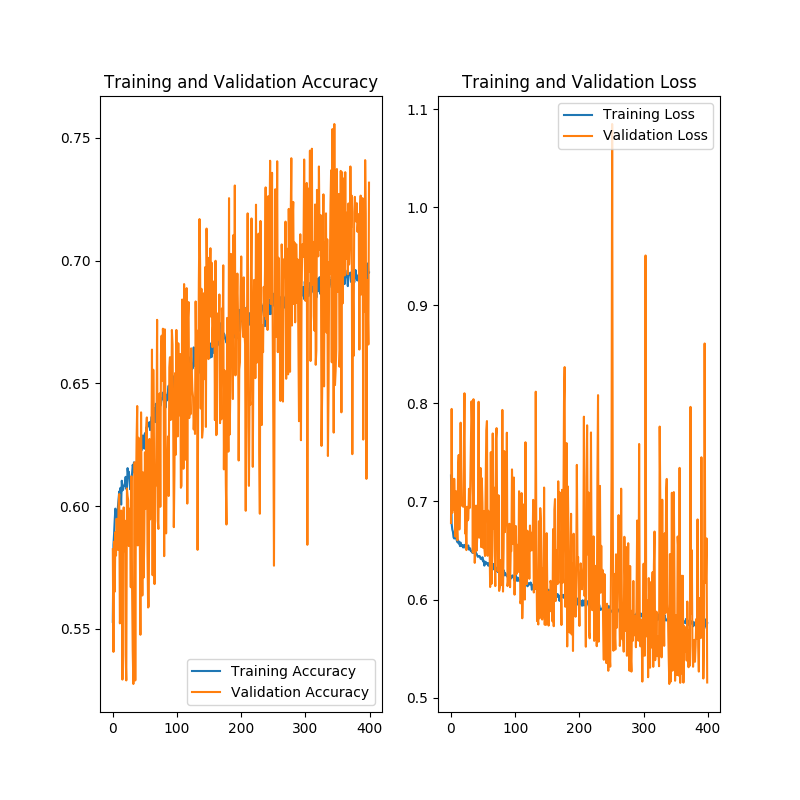 Training and Validation Accuracy
0.75
0.70
0.65
0.60
0.55
0 100 200 300 400
Training Accuracy
Validation Accuracy
Training and Validation Loss
1.1
1.0
0.9
0.8
0.7
0.6
0.5
0 100 200 300 400
Training Loss
Validation Loss